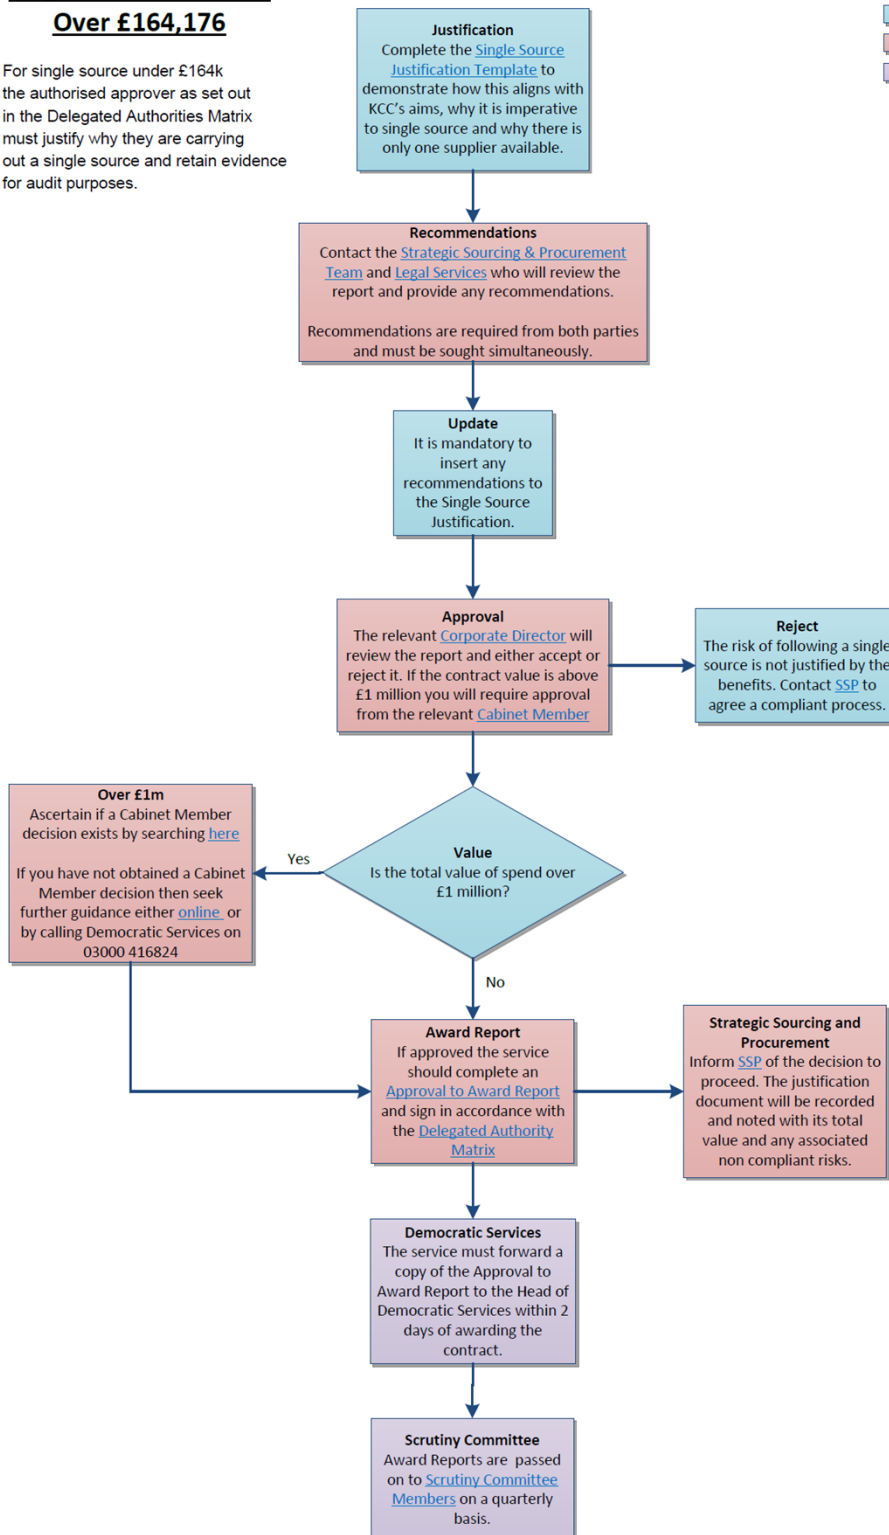 Over £164,176
For single source under £164k
the authorised approver as set out
in the Delegated Authorities Matrix
must justify why they are carrying
out a single source and retain evidence
for audit purposes.
Justification
Complete the Single Source
Justification Template to
demonstrate how this aligns with
KCC's aims, why it is imperative
to single source and why there is
only one supplier available.
Recommendations
Contact the Strategic Sourcing & Procurement
Team and Legal Services who will review the
report and provide any recommendations.
Recommendations are required from both parties
and must be sought simultaneously.
Update
It is mandatory to
insert any
recommendations to
the Single Source
Justification.
Approval
The relevant Corporate Director will
review the report and either accept or
reject it. If the contract value is above
£1 million you will require approval
from the relevant Cabinet Member
Reject
The risk of following a single
source is not justified by the
benefits. Contact SSP to
agree a compliant process.
Over £1m
Ascertain if a Cabinet Member
decision exists by searching here
If you have not obtained a Cabinet
Member decision then seek
further guidance either online or
by calling Democratic Services on
03000 416824
Yes
Value
Is the total value of spend over
£1 million?
No
Award Report
If approved the service
should complete an
Approval to Award Report
and sign in accordance with
the Delegated Authority
Matrix
Strategic Sourcing and
Procurement
Inform SSP of the decision to
proceed. The justification
document will be recorded
and noted with its total
value and any associated
non compliant risks.
Democratic Services
The service must forward a
copy of the Approval to
Award Report to the Head of
Democratic Services within 2
days of awarding the
contract.
Scrutiny Committee
Award Reports are passed
on to Scrutiny Committee
Members on a quarterly
basis.